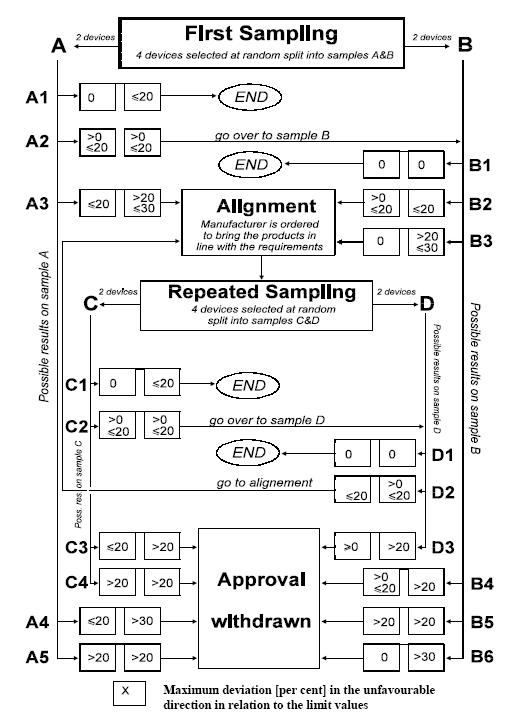 First Sampling
A 2 devices 2 devices B
4 devices selected at random split into samples A&B
A1 0 ≤20 END
A2 >0 ≤20 >0 ≤20 go over to sample B
END 0 0 B1
A3 ≤20 >20 ≤30 Alignment >0 ≤20 ≤20 B2
Manufacturer is ordered
to bring the products in
line with the requirements
0 >20 ≤30 B3
Possible results on sample A
C 2 devices Repeated Sampling 2 devices D
4 devices selected at random
split into samples C&D
Possible results on sample D
Possible results on sample B
C1 0 ≤20 END
C2 >0 ≤20 >0 ≤20 go over to sample D
END 0 0 D1
go to alignement ≤20 >0 ≤20 D2
Poss. res. on sample C
C3 ≤20 >20 ≥0 >20 D3
C4 >20 >20 Approval >0 ≤20 >20 B4
A4 ≤20 >30 withdrawn >20 >20 B5
A5 >20 >20 0 >30 B6
X Maximum deviation [per cent] in the unfavourable
direction in relation to the limit values